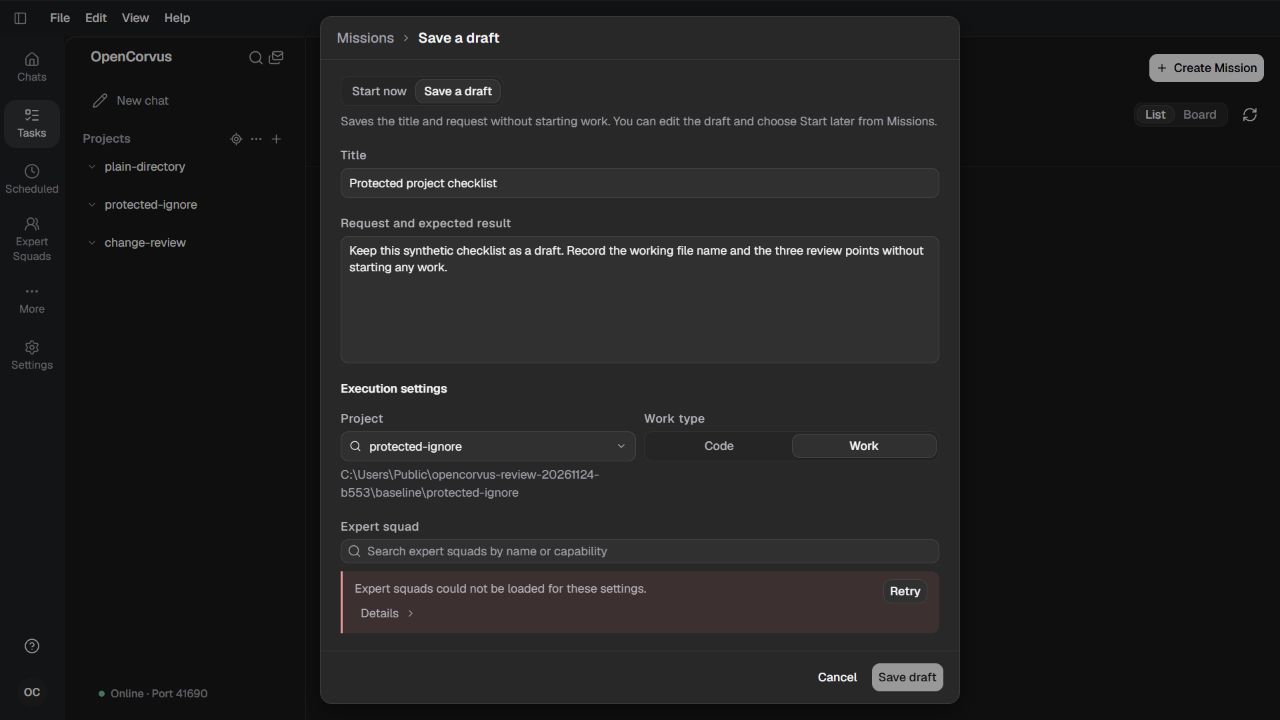 File Edit View Help
Missions › Save a draft
OpenCorvus
Chats
New chat
Tasks
Projects
plain-directory
Scheduled
protected-ignore
Expert
Squads
change-review
More
Settings
OC
Online · Port 41690
+ Create Mission
List Board
Start now Save a draft
Saves the title and request without starting work. You can edit the draft and choose Start later from Missions.
Title
Protected project checklist
Request and expected result
Keep this synthetic checklist as a draft. Record the working file name and the three review points without
starting any work.
Execution settings
Project
protected-ignore
C:\Users\Public\opencorvus-review-20261124-
b553\baseline\protected-ignore
Work type
Code Work
Expert squad
Search expert squads by name or capability
Expert squads could not be loaded for these settings.
Retry
Details ›
Cancel Save draft